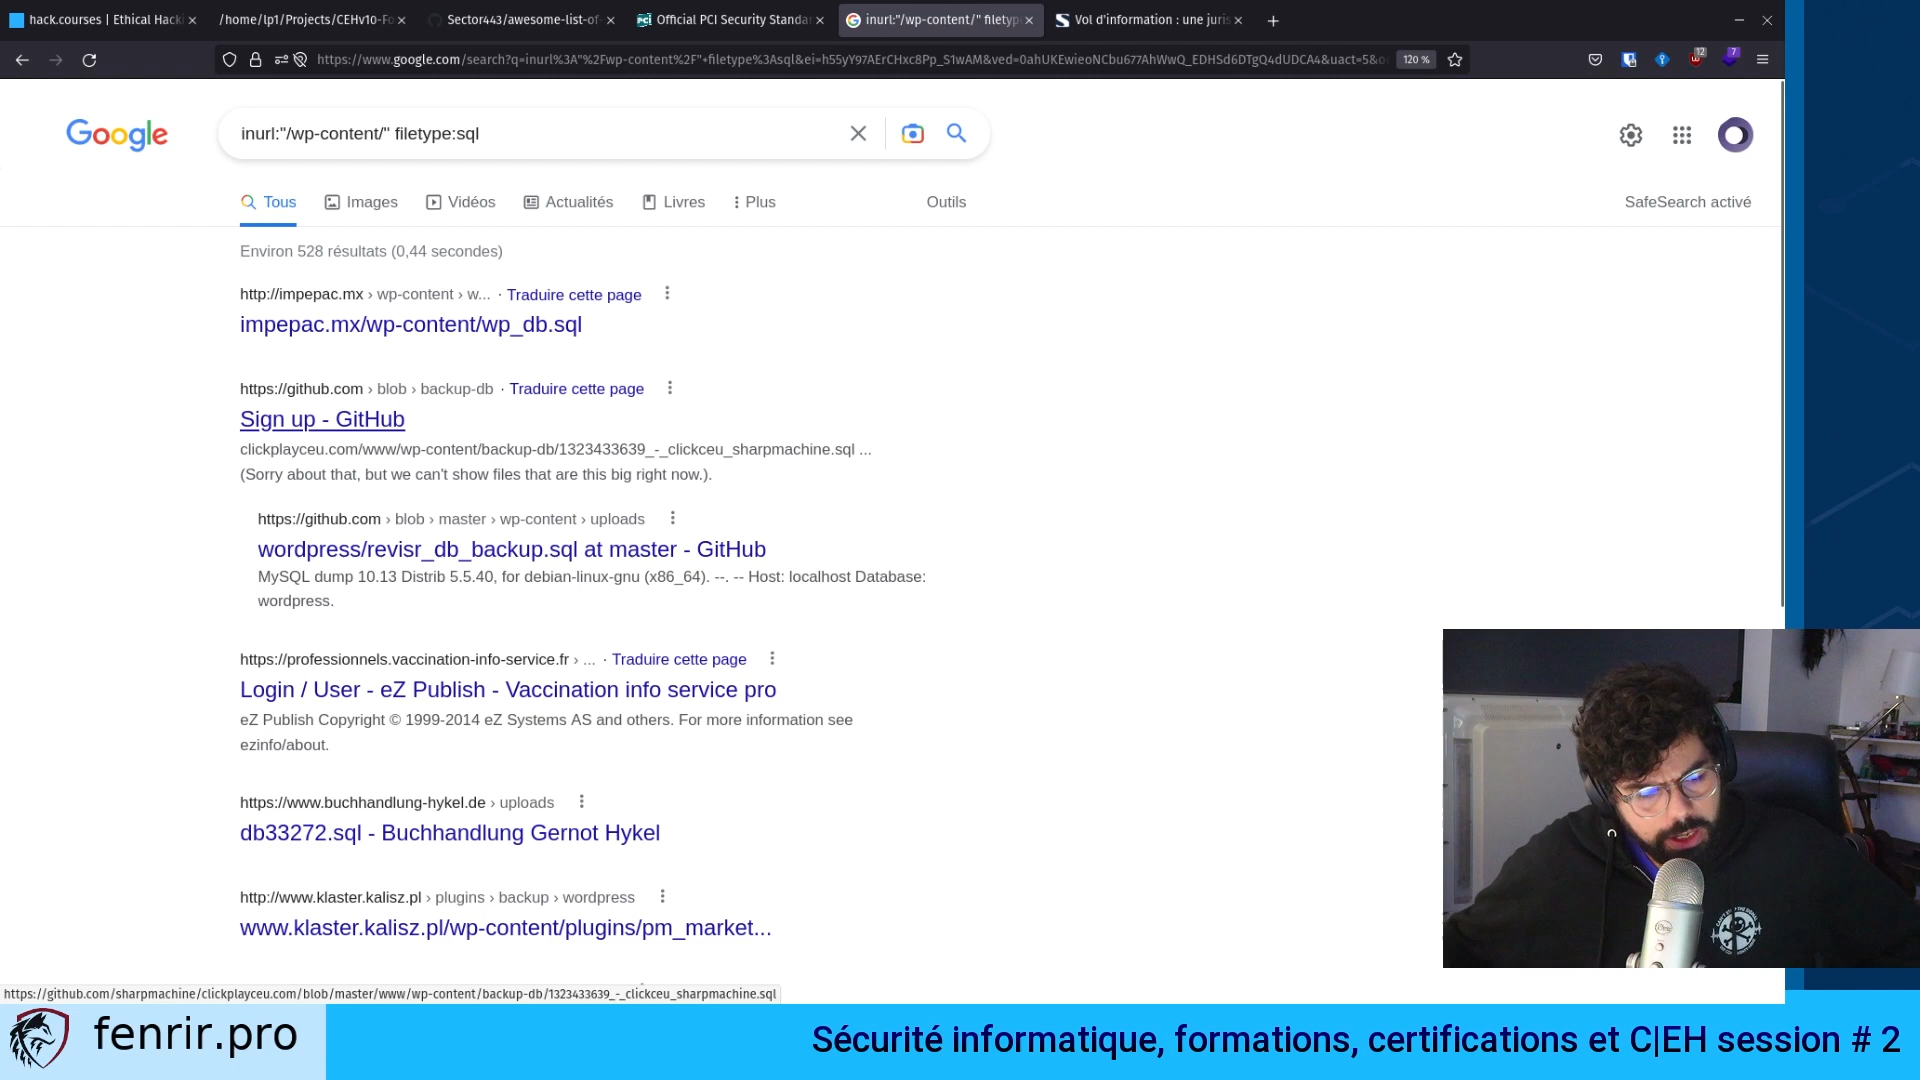 hack.courses | Ethical Hacki
/home/lp1/Projects/CEHv10-Fo
Sector443/awesome-list-of-
Official PCI Security Standar
inurl:"/wp-content/" filetype
Vol d'information : une juris
https://www.google.com/search?q=inurl%3A"%2Fwp-content%2F"+filetype%3Asql&ei=h55yY97AErCHxc8Pp_S1wAM&ved=0ahUKEwieoNCbu677AhWwQ_EDHSd6DTgQ4dUDCA4&uact=5&o
120 %
12
7
Google
inurl:"/wp-content/" filetype:sql
Tous
Images
Vidéos
Actualités
Livres
Plus
Outils
SafeSearch activé
Environ 528 résultats (0,44 secondes)
http://impepac.mx › wp-content › w... · Traduire cette page
impepac.mx/wp-content/wp_db.sql
https://github.com › blob › backup-db · Traduire cette page
Sign up - GitHub
clickplayceu.com/www/wp-content/backup-db/1323433639_-_clickceu_sharpmachine.sql ...
(Sorry about that, but we can't show files that are this big right now.).
https://github.com › blob › master › wp-content › uploads
wordpress/revisr_db_backup.sql at master - GitHub
MySQL dump 10.13 Distrib 5.5.40, for debian-linux-gnu (x86_64). --. -- Host: localhost Database:
wordpress.
https://professionnels.vaccination-info-service.fr › ... · Traduire cette page
Login / User - eZ Publish - Vaccination info service pro
eZ Publish Copyright © 1999-2014 eZ Systems AS and others. For more information see
ezinfo/about.
https://www.buchhandlung-hykel.de › uploads
db33272.sql - Buchhandlung Gernot Hykel
http://www.klaster.kalisz.pl › plugins › backup › wordpress
www.klaster.kalisz.pl/wp-content/plugins/pm_market...
https://github.com/sharpmachine/clickplayceu.com/blob/master/www/wp-content/backup-db/1323433639_-_clickceu_sharpmachine.sql
fenrir.pro
Sécurité informatique, formations, certifications et C|EH session # 2